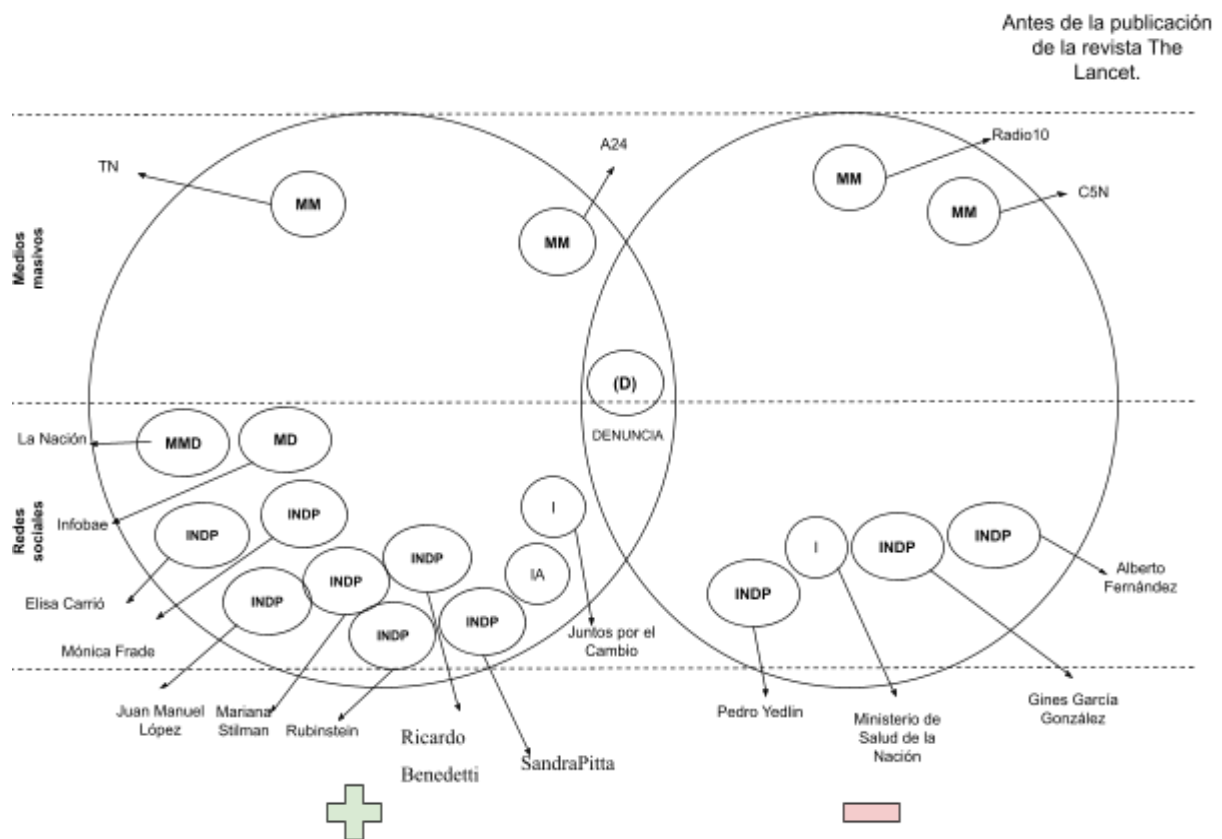 Antes de la publicación
de la revista The
Lancet.
TN
A24
Radio10
C5N
MM
MM
MM
MM
Medios
masivos
(D)
DENUNCIA
La Nación
MMD
MD
Infobae
Redes
sociales
INDP
INDP
INDP
INDP
INDP
INDP
INDP
I
IA
INDP
I
INDP
INDP
Elisa Carrió
Mónica Frade
Juan Manuel
López
Mariana
Stilman
Rubinstein
Ricardo
Benedetti
SandraPitta
Juntos por el
Cambio
Pedro Yedlin
Ministerio de
Salud de la
Nación
Gines García
González
Alberto
Fernández